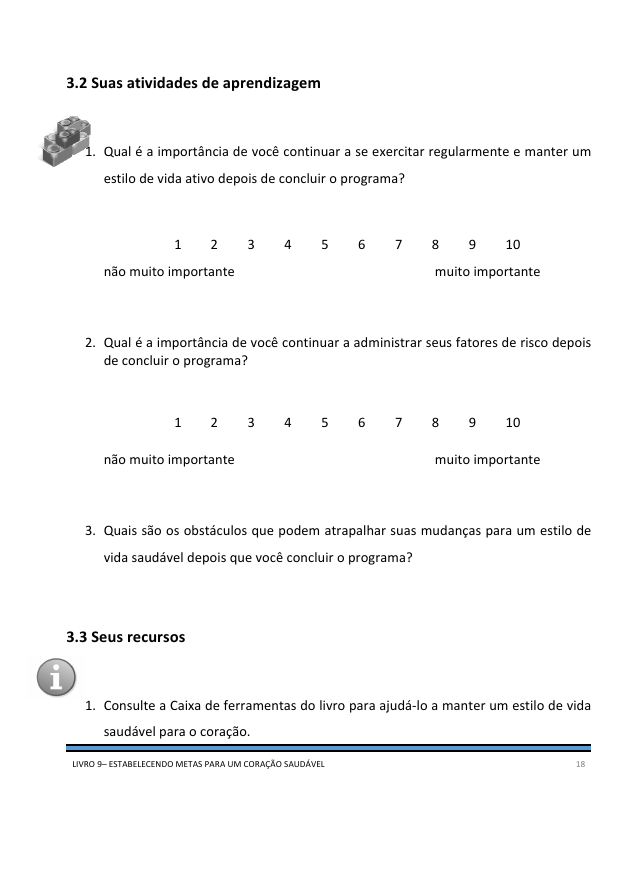 3.2 Suas atividades de aprendizagem
1. Qual é a importância de você continuar a se exercitar regularmente e manter um
estilo de vida ativo depois de concluir o programa?
1 2 3 4 5 6 7 8 9 10
não muito importante muito importante
2. Qual é a importância de você continuar a administrar seus fatores de risco depois
de concluir o programa?
1 2 3 4 5 6 7 8 9 10
não muito importante muito importante
3. Quais são os obstáculos que podem atrapalhar suas mudanças para um estilo de
vida saudável depois que você concluir o programa?
3.3 Seus recursos
i
1. Consulte a Caixa de ferramentas do livro para ajudá-lo a manter um estilo de vida
saudável para o coração.
LIVRO 9– ESTABELECENDO METAS PARA UM CORAÇÃO SAUDÁVEL 18